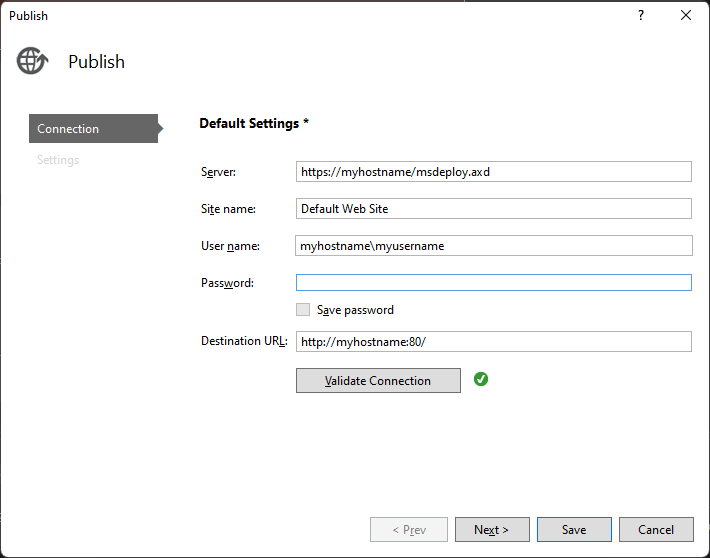 Publish
?
Publish
Connection
Settings
Default Settings *
Server: https://myhostname/msdeploy.axd
Site name: Default Web Site
User name: myhostname\myusername
Password:
Save password
Destination URL: http://myhostname:80/
Validate Connection
< Prev Next > Save Cancel